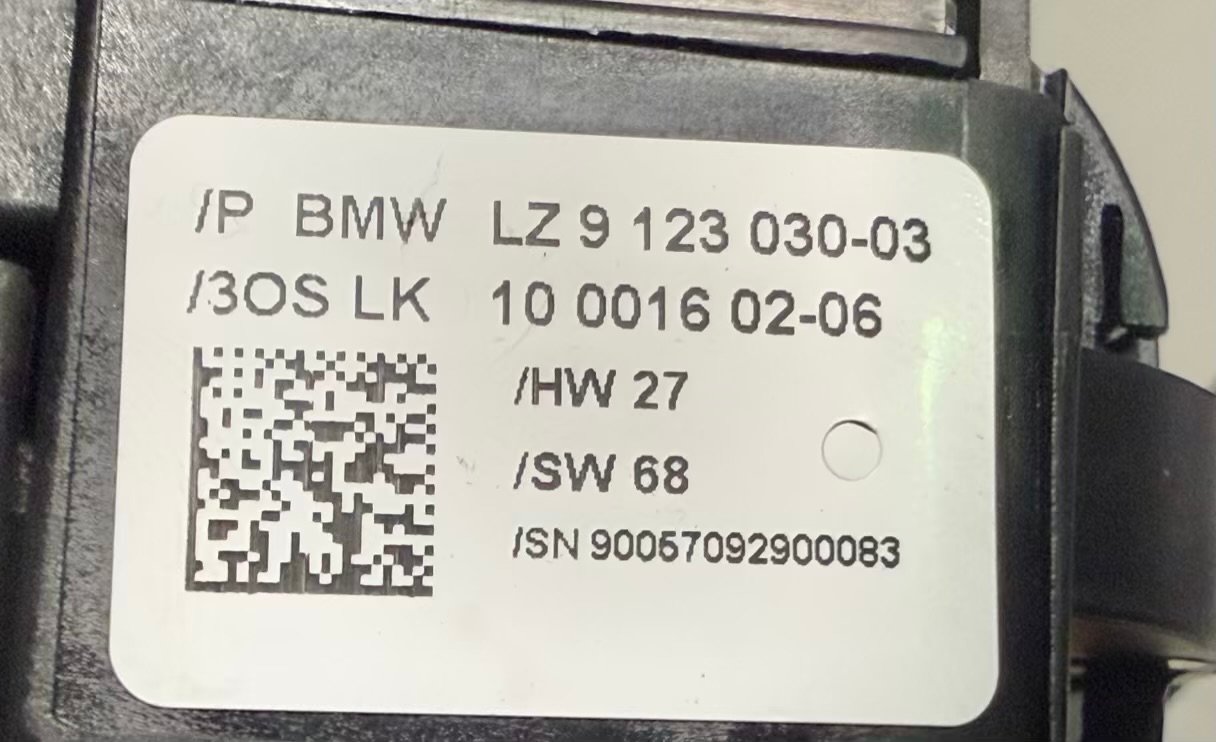 /P BMW LZ 9 123 030-03
/3OS LK 10 0016 02-06
/HW 27
/SW 68
/SN 90057092900083